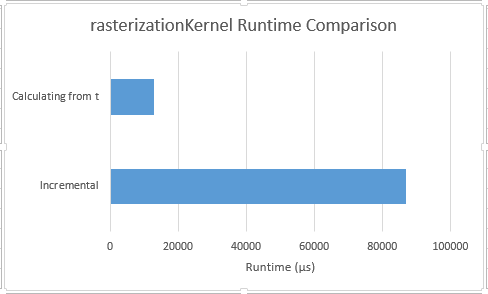 rasterizationKernel Runtime Comparison
Calculating from t
Incremental
0 20000 40000 60000 80000 100000
Runtime (µs)